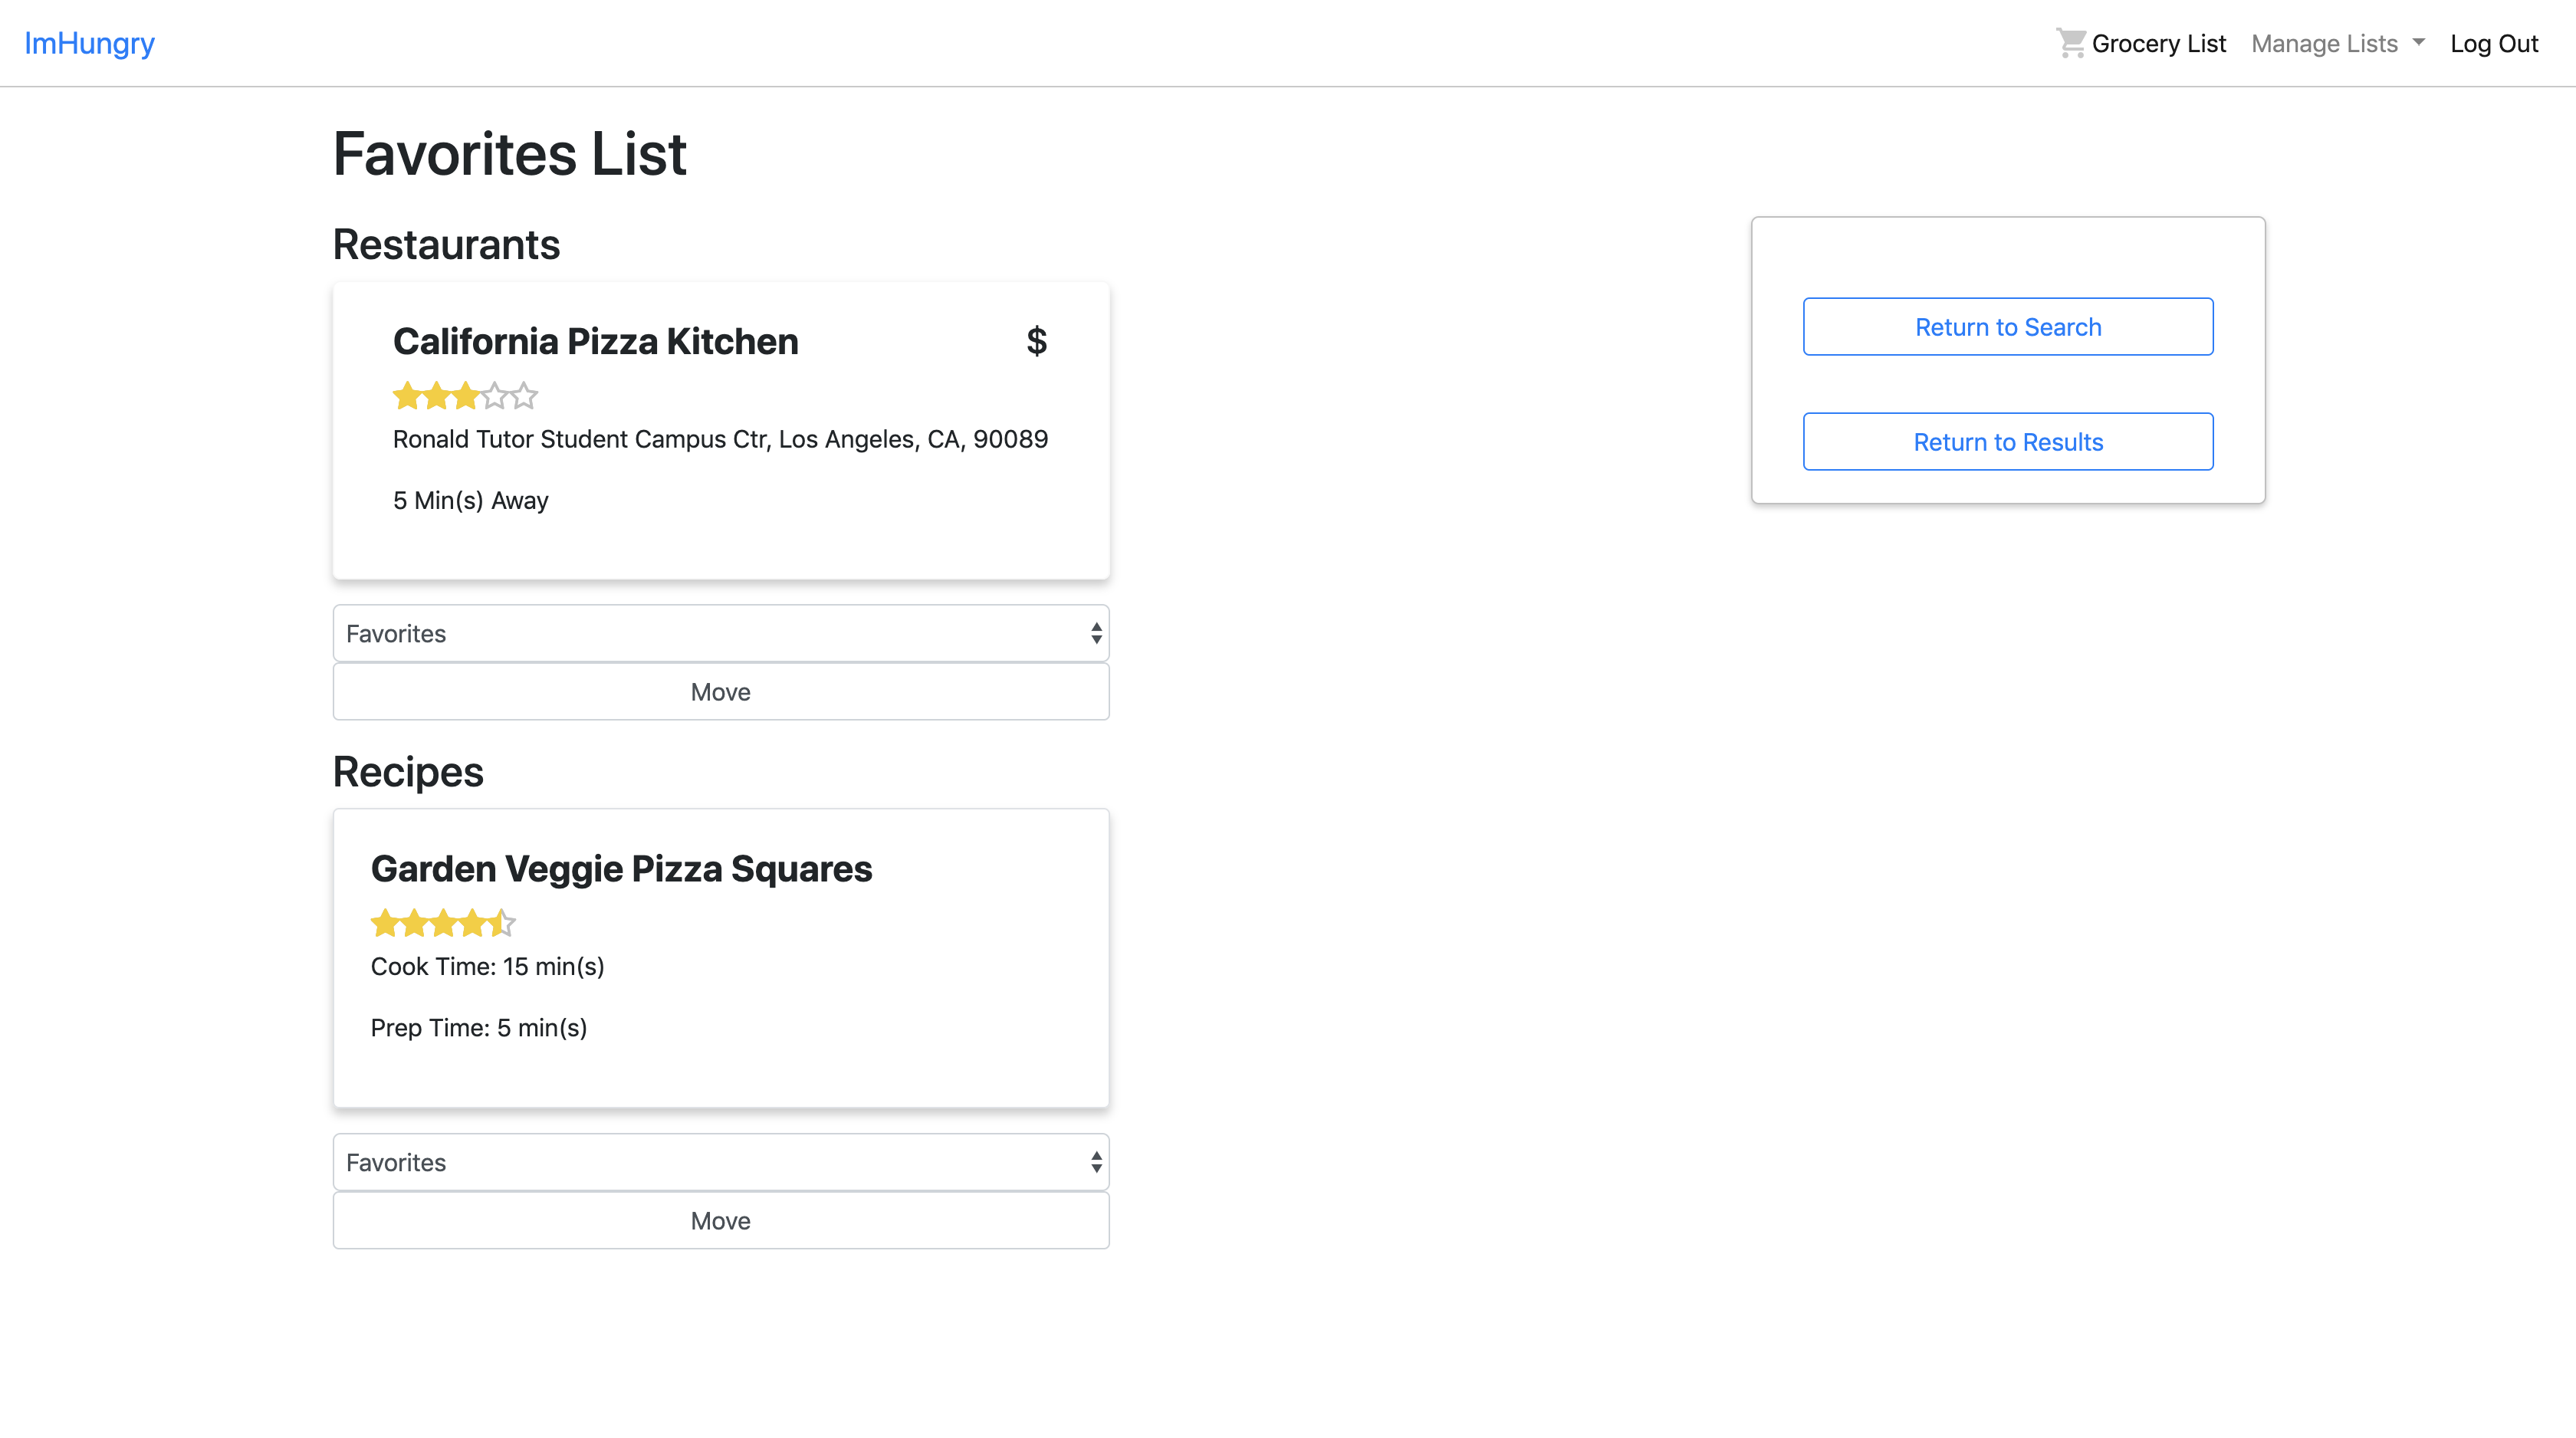 ImHungry
Grocery List
Manage Lists
Log Out
Favorites List
Restaurants
California Pizza Kitchen
$
Ronald Tutor Student Campus Ctr, Los Angeles, CA, 90089
5 Min(s) Away
Favorites
Move
Recipes
Garden Veggie Pizza Squares
Cook Time: 15 min(s)
Prep Time: 5 min(s)
Favorites
Move
Return to Search
Return to Results